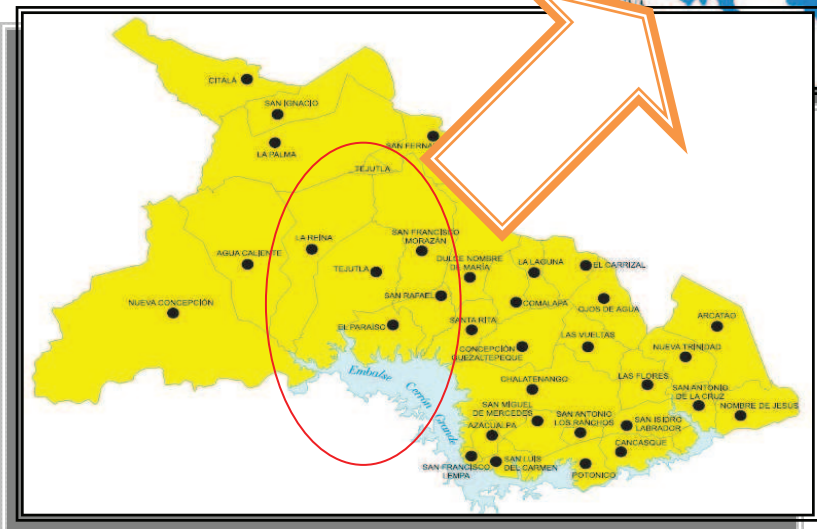 CITALÁ
SAN IGNACIO
LA PALMA
SAN FERNA
TEJUTLA
LA REINA
AGUA CALIENTE
SAN FRANCISCO
MORAZÁN
TEJUTLA
DULCE NOMBRE
DE MARÍA
LA LAGUNA
EL CARRIZAL
NUEVA CONCEPCIÓN
SAN RAFAEL
COMALAPA
OJOS DE AGUA
ARCATAO
EL PARAÍSO
SANTA RITA
LAS VUELTAS
NUEVA TRINIDAD
CONCEPCIÓN
QUEZALTEPEQUE
Embalse Cerrón Grande
CHALATENANGO
LAS FLORES
SAN ANTONIO
DE LA CRUZ
NOMBRE DE JESÚS
SAN MIGUEL
DE MERCEDES
AZACUALPA
SAN ANTONIO
LOS RANCHOS
SAN ISIDRO
LABRADOR
CANCASQUE
SAN FRANCISCO
LEMPA
SAN LUIS
DEL CARMEN
POTONICO